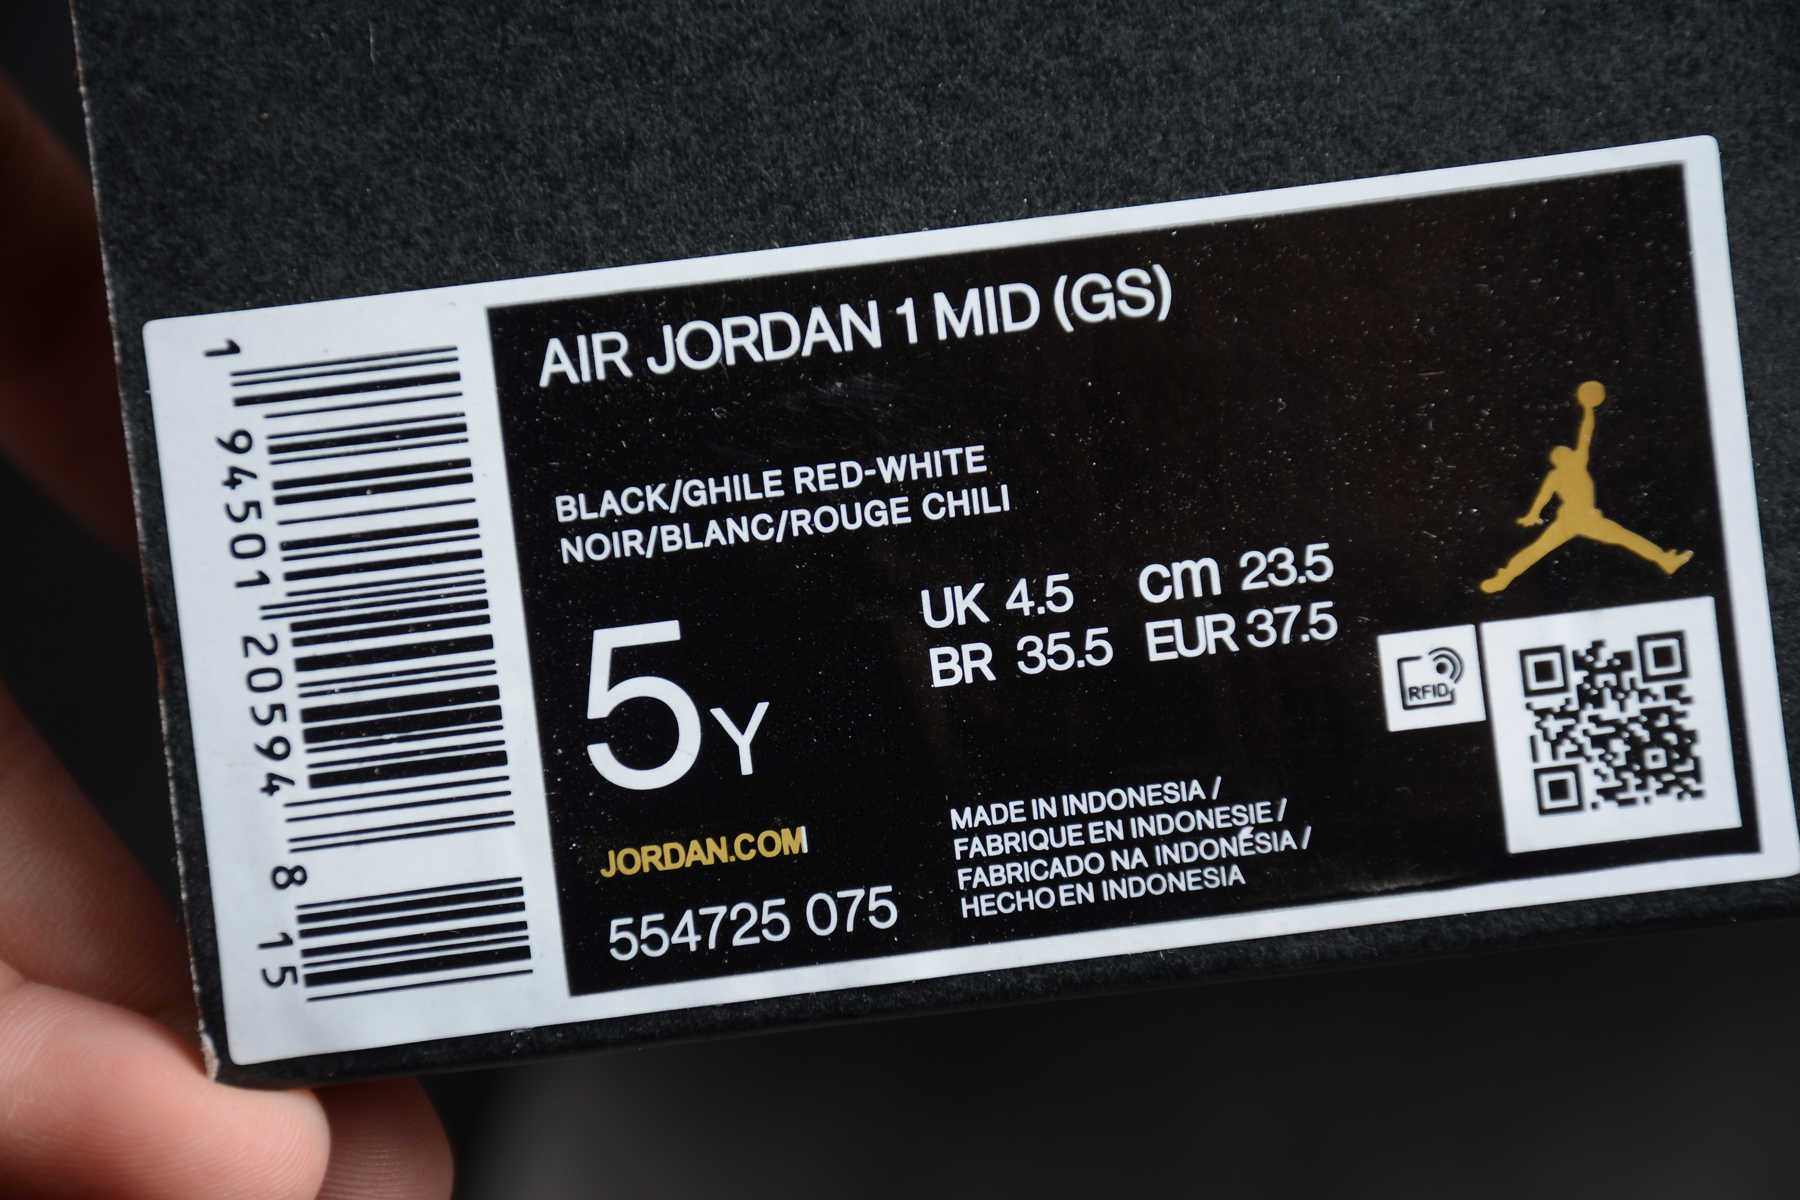 AIR JORDAN 1 MID (GS)
BLACK/GHILE RED-WHITE
NOIR/BLANC/ROUGE CHILI
5Y
UK 4.5 cm 23.5
BR 35.5 EUR 37.5
RFID
JORDAN.COM
554725 075
MADE IN INDONESIA /
FABRIQUE EN INDONESIE /
FABRICADO NA INDONÉSIA /
HECHO EN INDONESIA
1 94501 20594 8 15